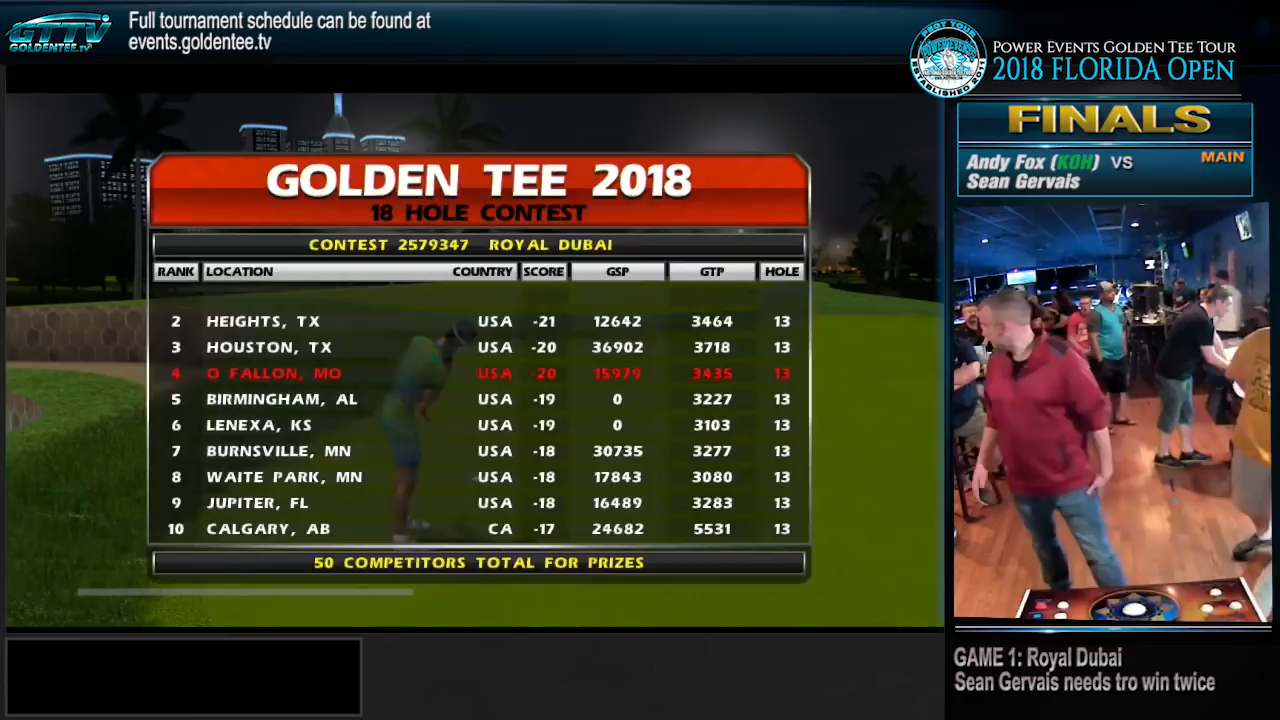 GTTV
GOLDENTEE.TV
Full tournament schedule can be found at
events.goldentee.tv
POWER EVENTS GOLDEN TEE TOUR
2018 FLORIDA OPEN
FINALS
Andy Fox (KOH) VS
Sean Gervais
MAIN
GOLDEN TEE 2018
18 HOLE CONTEST
CONTEST 2579347 ROYAL DUBAI
RANK LOCATION COUNTRY SCORE GSP GTP HOLE
2 HEIGHTS, TX USA -21 12642 3464 13
3 HOUSTON, TX USA -20 36902 3718 13
4 O FALLON, MO USA -20 15979 3435 13
5 BIRMINGHAM, AL USA -19 0 3227 13
6 LENEXA, KS USA -19 0 3103 13
7 BURNSVILLE, MN USA -18 30735 3277 13
8 WAITE PARK, MN USA -18 17843 3080 13
9 JUPITER, FL USA -18 16489 3283 13
10 CALGARY, AB CA -17 24682 5531 13
50 COMPETITORS TOTAL FOR PRIZES
GAME 1: Royal Dubai
Sean Gervais needs tro win twice